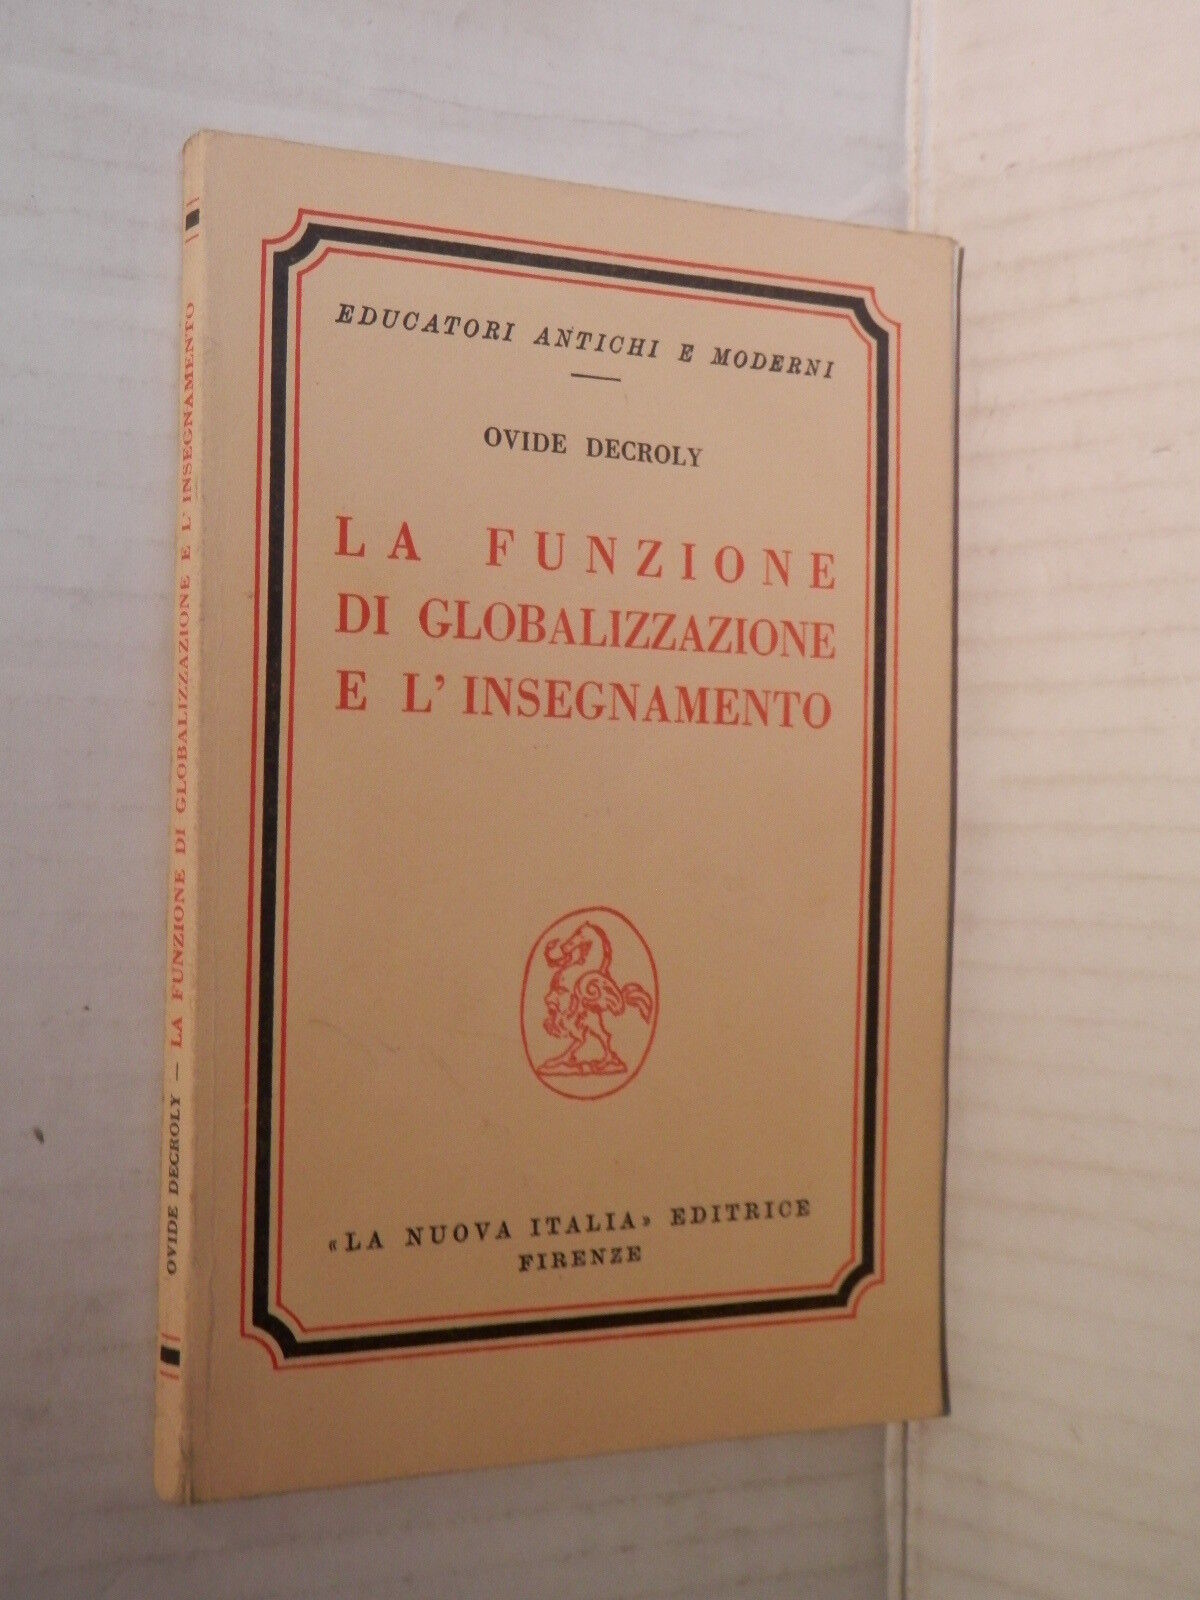 EDUCATORI ANTICHI E MODERNI
OVIDE DECROLY
LA FUNZIONE
DI GLOBALIZZAZIONE
E L'INSEGNAMENTO
«LA NUOVA ITALIA» EDITRICE
FIRENZE
OVIDE DECROLY — LA FUNZIONE DI GLOBALIZZAZIONE E L'INSEGNAMENTO